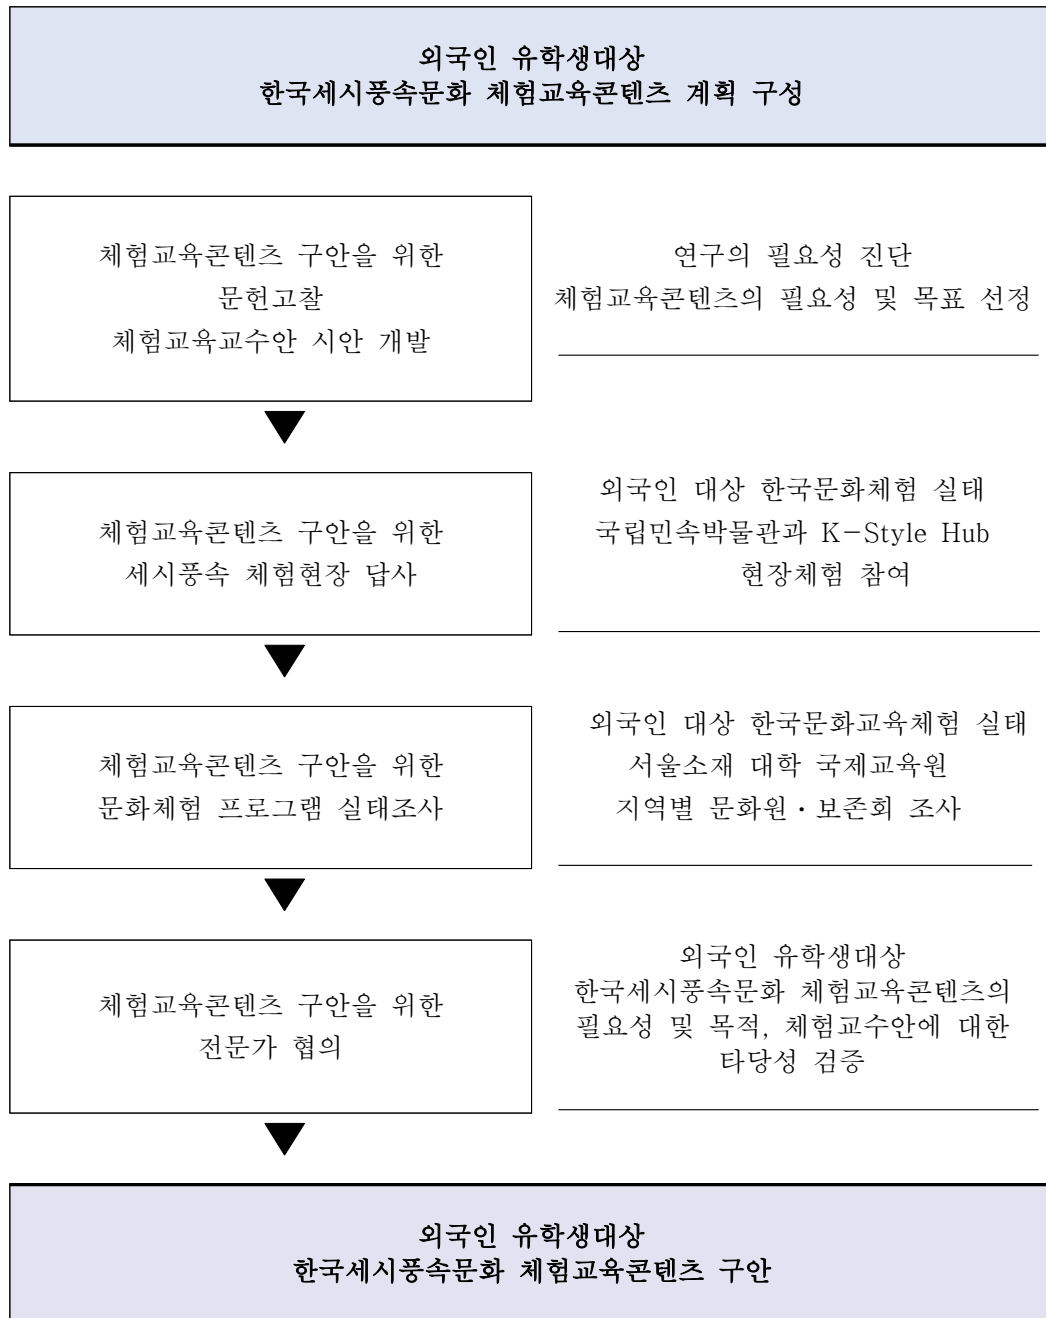 외국인 유학생대상
한국세시풍속문화 체험교육콘텐츠 계획 구성
체험교육콘텐츠 구안을 위한
문헌고찰
체험교육교수안 시안 개발
연구의 필요성 진단
체험교육콘텐츠의 필요성 및 목표 선정
체험교육콘텐츠 구안을 위한
세시풍속 체험현장 답사
외국인 대상 한국문화체험 실태
국립민속박물관과 K-Style Hub
현장체험 참여
체험교육콘텐츠 구안을 위한
문화체험 프로그램 실태조사
외국인 대상 한국문화교육체험 실태
서울소재 대학 국제교육원
지역별 문화원·보존회 조사
체험교육콘텐츠 구안을 위한
전문가 협의
외국인 유학생대상
한국세시풍속문화 체험교육콘텐츠의
필요성 및 목적, 체험교수안에 대한
타당성 검증
외국인 유학생대상
한국세시풍속문화 체험교육콘텐츠 구안